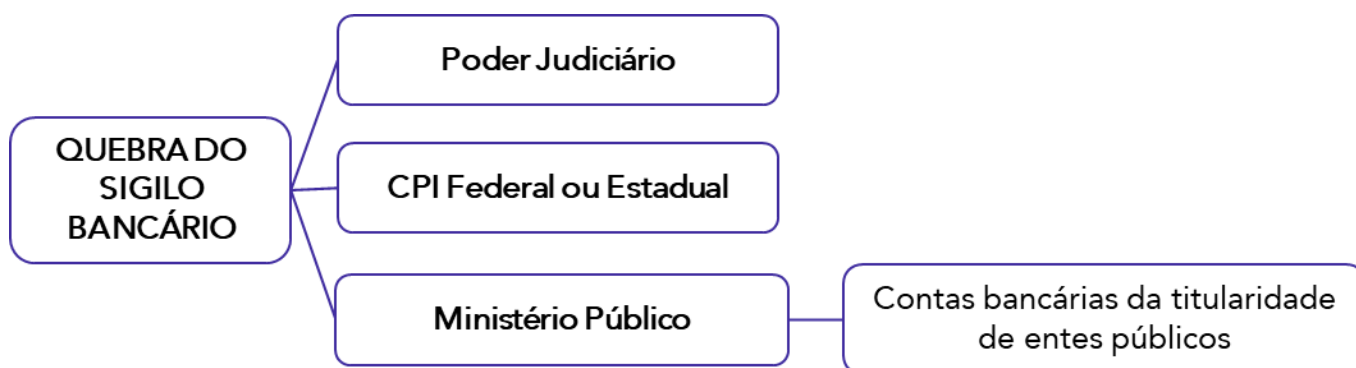 Poder Judiciário
QUEBRA DO
SIGILO
BANCÁRIO
CPI Federal ou Estadual
Ministério Público
Contas bancárias da titularidade
de entes públicos